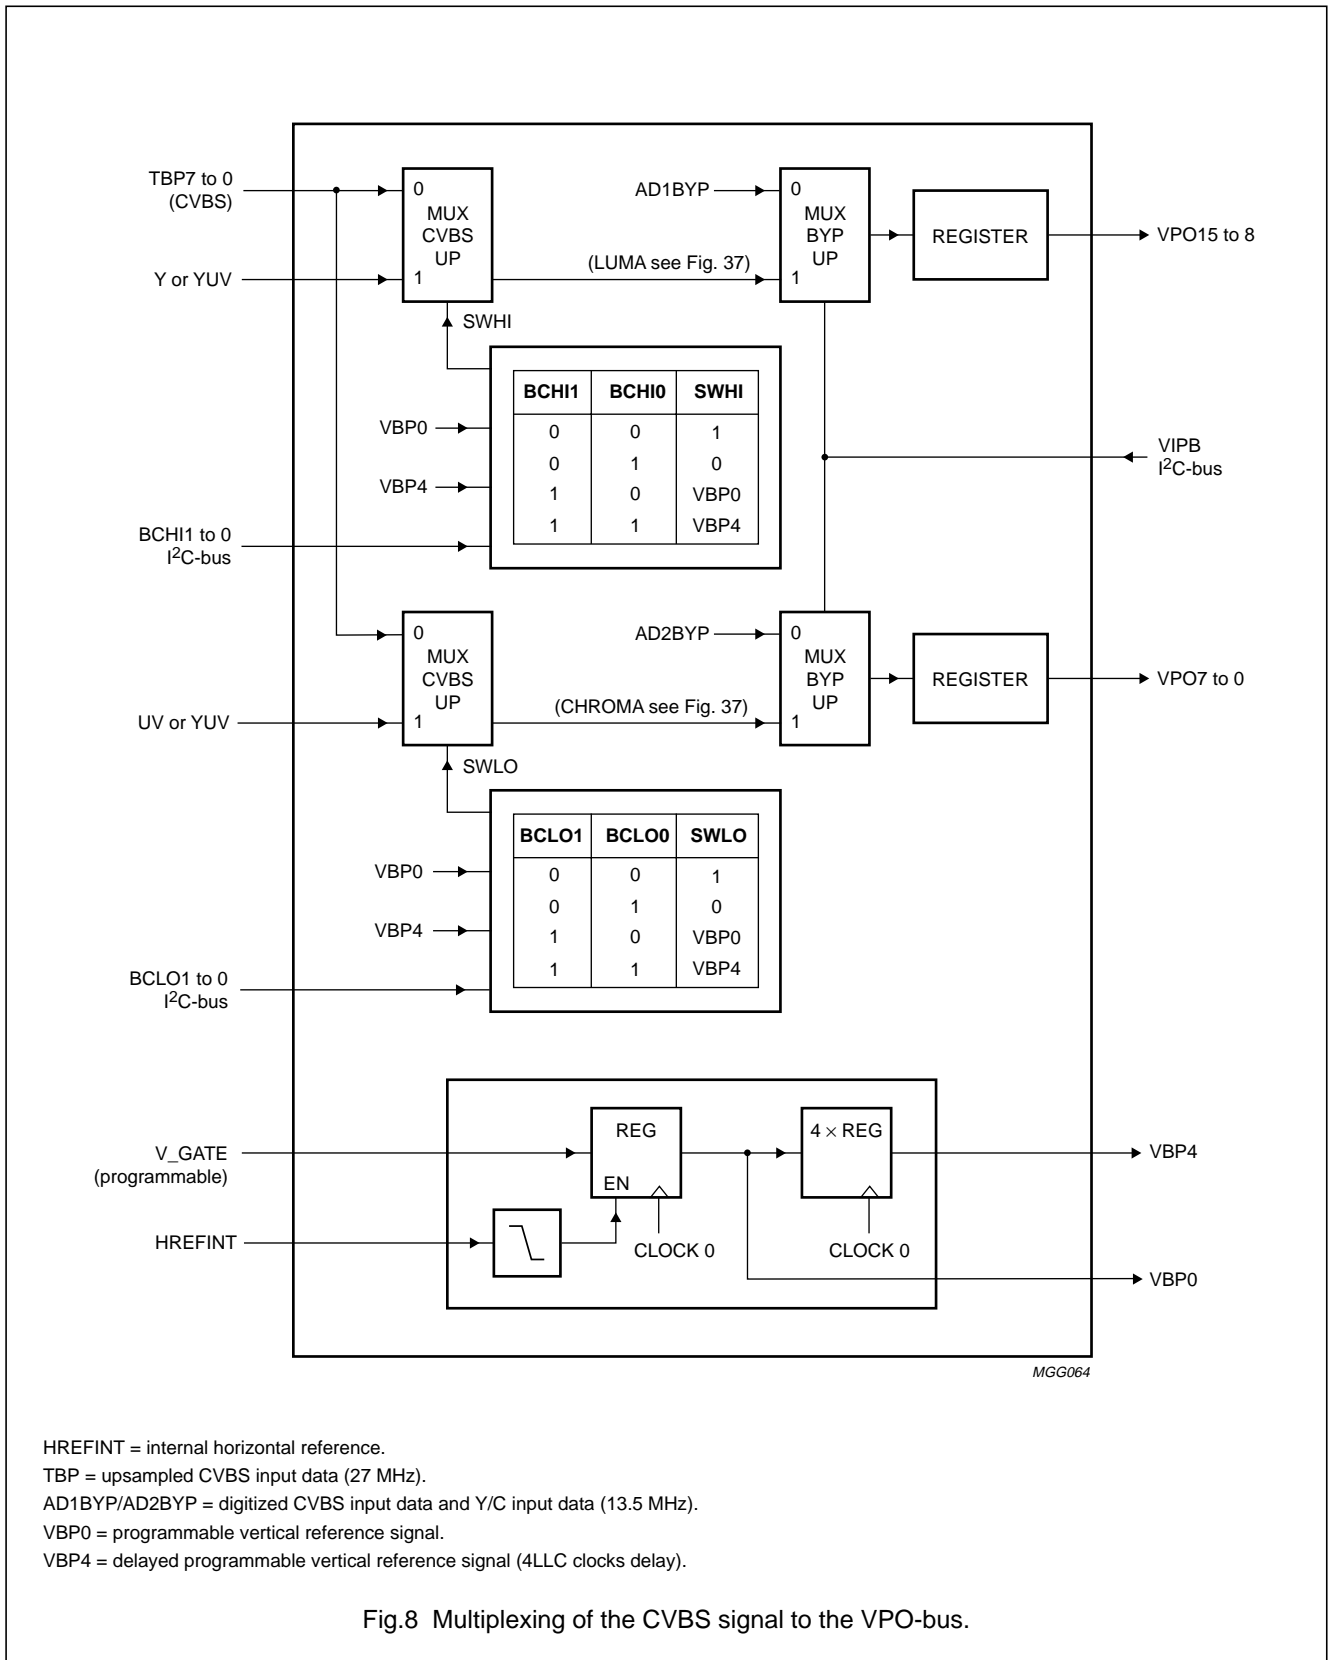 TBP7 to 0
(CVBS)
0
MUX
CVBS
UP
1
Y or YUV
AD1BYP
0
MUX
BYP
UP
1
REGISTER
VPO15 to 8
(LUMA see Fig. 37)
SWHI
BCHI1 BCHI0 SWHI
0 0 1
0 1 0
1 0 VBP0
1 1 VBP4
VBP0
VBP4
BCHI1 to 0
I2C-bus
VIPB
I2C-bus
0
MUX
CVBS
UP
1
UV or YUV
AD2BYP
0
MUX
BYP
UP
1
REGISTER
VPO7 to 0
(CHROMA see Fig. 37)
SWLO
BCLO1 BCLO0 SWLO
0 0 1
0 1 0
1 0 VBP0
1 1 VBP4
VBP0
VBP4
BCLO1 to 0
I2C-bus
V_GATE
(programmable)
REG
EN
CLOCK 0
4 × REG
CLOCK 0
VBP4
HREFINT
VBP0
MGG064
HREFINT = internal horizontal reference.
TBP = upsampled CVBS input data (27 MHz).
AD1BYP/AD2BYP = digitized CVBS input data and Y/C input data (13.5 MHz).
VBP0 = programmable vertical reference signal.
VBP4 = delayed programmable vertical reference signal (4LLC clocks delay).
Fig.8 Multiplexing of the CVBS signal to the VPO-bus.